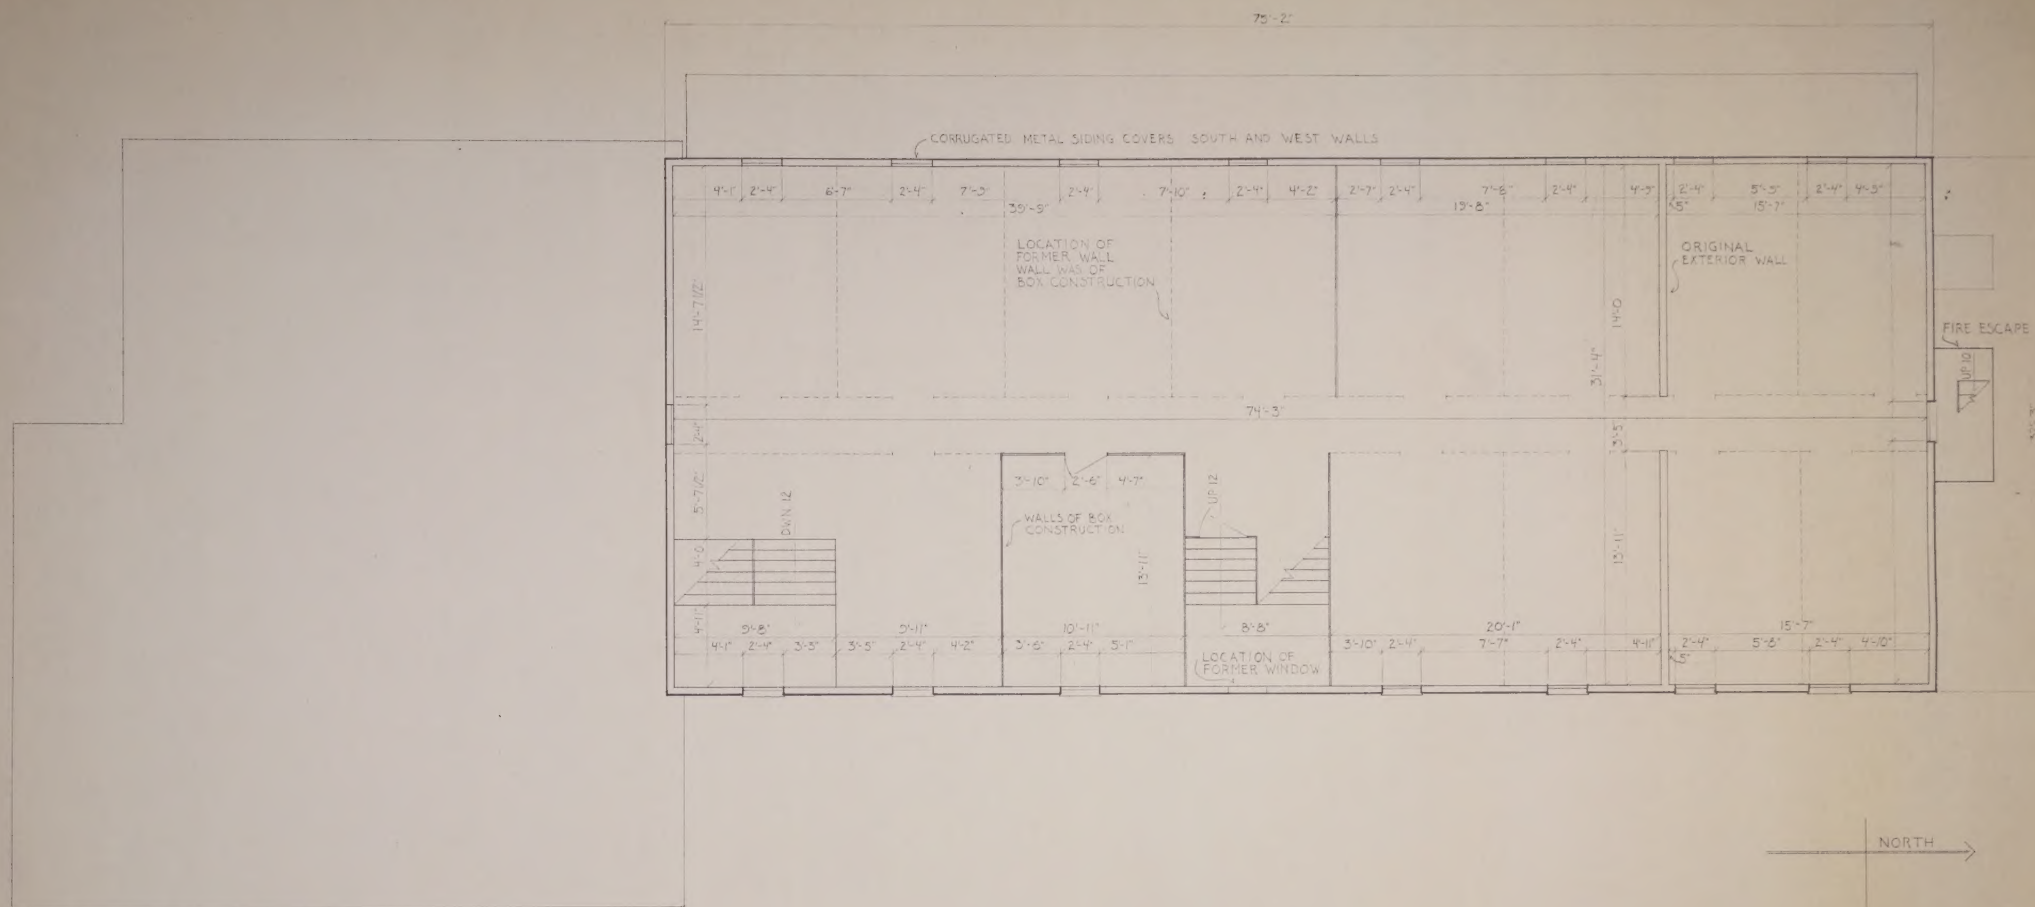 75'-2"
CORRUGATED METAL SIDING COVERS SOUTH AND WEST WALLS
4'-1" 2'-4" 6'-7" 2'-4" 7'-9" 2'-4" 7'-10" 2'-4" 4'-2" 2'-7" 2'-4" 7'-8" 2'-4" 4'-9" 2'-4" 5'-9" 2'-4" 4'-9"
39'-9" 19'-8" 5" 15'-7"
LOCATION OF
FORMER WALL
WALL WAS OF
BOX CONSTRUCTION
ORIGINAL
EXTERIOR WALL
14'-7 1/2"
14'-0
31'-4"
FIRE ESCAPE
UP 10
74'-3"
2'-4"
3'-5"
5'-7 1/2"
DWN. 12
3'-10" 2'-6" 4'-7"
UP 12
WALLS OF BOX
CONSTRUCTION
4'-0
13'-11"
13'-11"
4'-11"
9'-8" 9'-11" 10'-11" 8'-8" 20'-1" 15'-7"
4'-1" 2'-4" 3'-3" 3'-5" 2'-4" 4'-2" 3'-6" 2'-4" 5'-1" 3'-10" 2'-4" 7'-7" 2'-4" 4'-11" 2'-4" 5'-8" 2'-4" 4'-10"
5"
LOCATION OF
FORMER WINDOW
NORTH